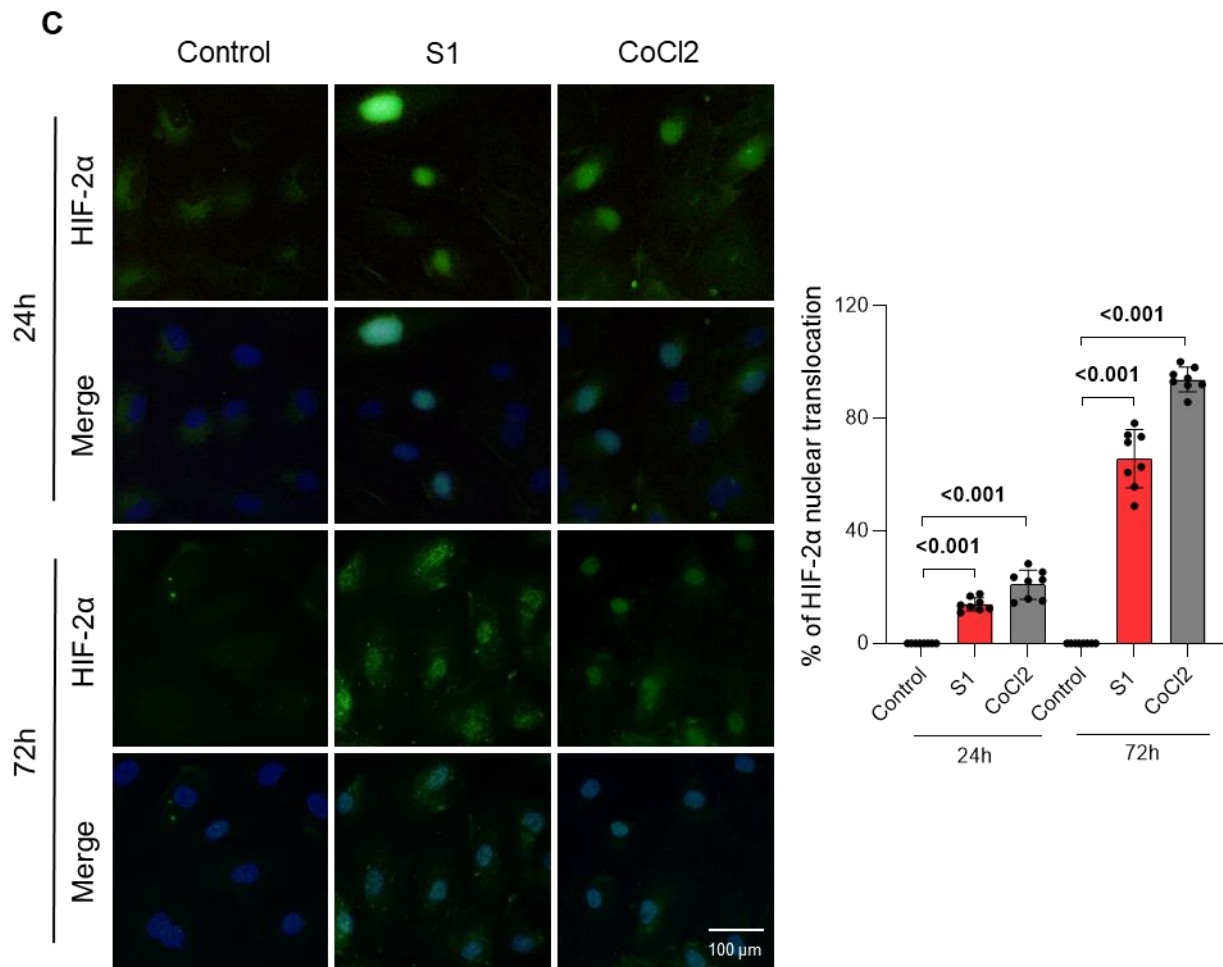 C
Control S1 CoCl2
24h
HIF-2α
Merge
72h
HIF-2α
Merge
100 µm
% of HIF-2α nuclear translocation
120
80
40
0
<0.001
<0.001
<0.001
<0.001
Control S1 CoCl2 Control S1 CoCl2
24h 72h